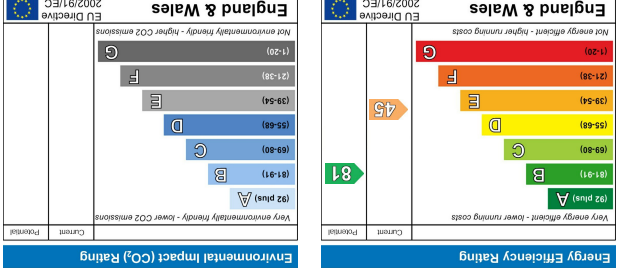 Energy Efficiency Rating
Current Potential
Very energy efficient - lower running costs
(92 plus) A
(81-91) B
(69-80) C
(55-68) D
(39-54) E
(21-38) F
(1-20) G
Not energy efficient - higher running costs
45
81
England & Wales
EU Directive
2002/91/EC
Environmental Impact (CO₂) Rating
Current Potential
Very environmentally friendly - lower CO2 emissions
(92 plus) A
(81-91) B
(69-80) C
(55-68) D
(39-54) E
(21-38) F
(1-20) G
Not environmentally friendly - higher CO2 emissions
England & Wales
EU Directive
2002/91/EC